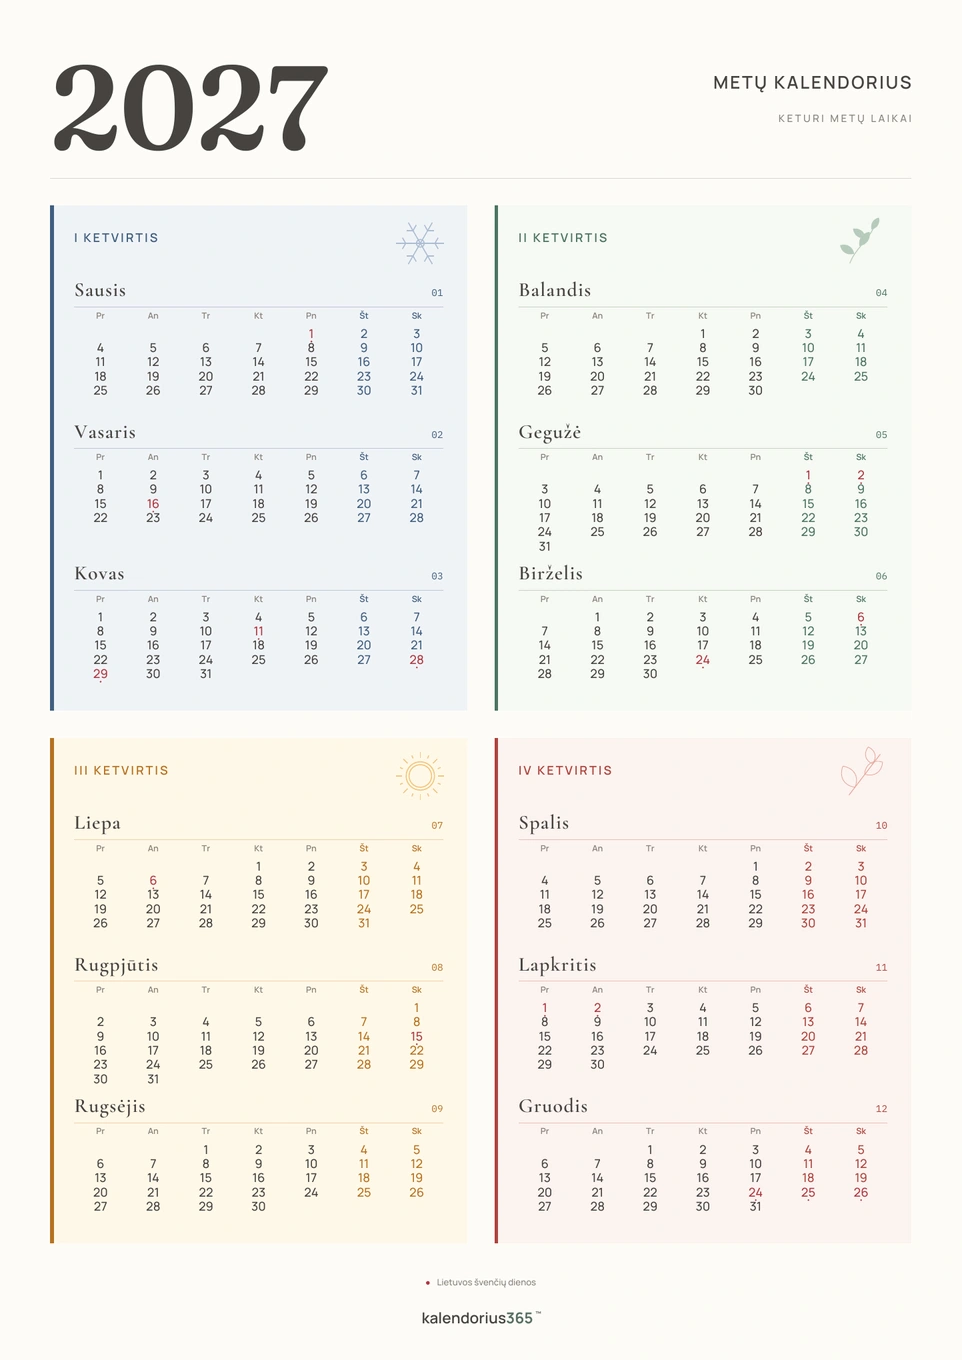 2027
METŲ KALENDORIUS
KETURI METŲ LAIKAI
I KETVIRTIS
Sausis 01
Pr An Tr Kt Pn Št Sk
1 2 3
4 5 6 7 8 9 10
11 12 13 14 15 16 17
18 19 20 21 22 23 24
25 26 27 28 29 30 31
Vasaris 02
Pr An Tr Kt Pn Št Sk
1 2 3 4 5 6 7
8 9 10 11 12 13 14
15 16 17 18 19 20 21
22 23 24 25 26 27 28
Kovas 03
Pr An Tr Kt Pn Št Sk
1 2 3 4 5 6 7
8 9 10 11 12 13 14
15 16 17 18 19 20 21
22 23 24 25 26 27 28
29 30 31
II KETVIRTIS
Balandis 04
Pr An Tr Kt Pn Št Sk
1 2 3 4
5 6 7 8 9 10 11
12 13 14 15 16 17 18
19 20 21 22 23 24 25
26 27 28 29 30
Gegužė 05
Pr An Tr Kt Pn Št Sk
1 2
3 4 5 6 7 8 9
10 11 12 13 14 15 16
17 18 19 20 21 22 23
24 25 26 27 28 29 30
31
Birželis 06
Pr An Tr Kt Pn Št Sk
1 2 3 4 5 6
7 8 9 10 11 12 13
14 15 16 17 18 19 20
21 22 23 24 25 26 27
28 29 30
III KETVIRTIS
Liepa 07
Pr An Tr Kt Pn Št Sk
1 2 3 4
5 6 7 8 9 10 11
12 13 14 15 16 17 18
19 20 21 22 23 24 25
26 27 28 29 30 31
Rugpjūtis 08
Pr An Tr Kt Pn Št Sk
1
2 3 4 5 6 7 8
9 10 11 12 13 14 15
16 17 18 19 20 21 22
23 24 25 26 27 28 29
30 31
Rugsėjis 09
Pr An Tr Kt Pn Št Sk
1 2 3 4 5
6 7 8 9 10 11 12
13 14 15 16 17 18 19
20 21 22 23 24 25 26
27 28 29 30
IV KETVIRTIS
Spalis 10
Pr An Tr Kt Pn Št Sk
1 2 3
4 5 6 7 8 9 10
11 12 13 14 15 16 17
18 19 20 21 22 23 24
25 26 27 28 29 30 31
Lapkritis 11
Pr An Tr Kt Pn Št Sk
1 2 3 4 5 6 7
8 9 10 11 12 13 14
15 16 17 18 19 20 21
22 23 24 25 26 27 28
29 30
Gruodis 12
Pr An Tr Kt Pn Št Sk
1 2 3 4 5
6 7 8 9 10 11 12
13 14 15 16 17 18 19
20 21 22 23 24 25 26
27 28 29 30 31
Lietuvos švenčių dienos
kalendorius365™